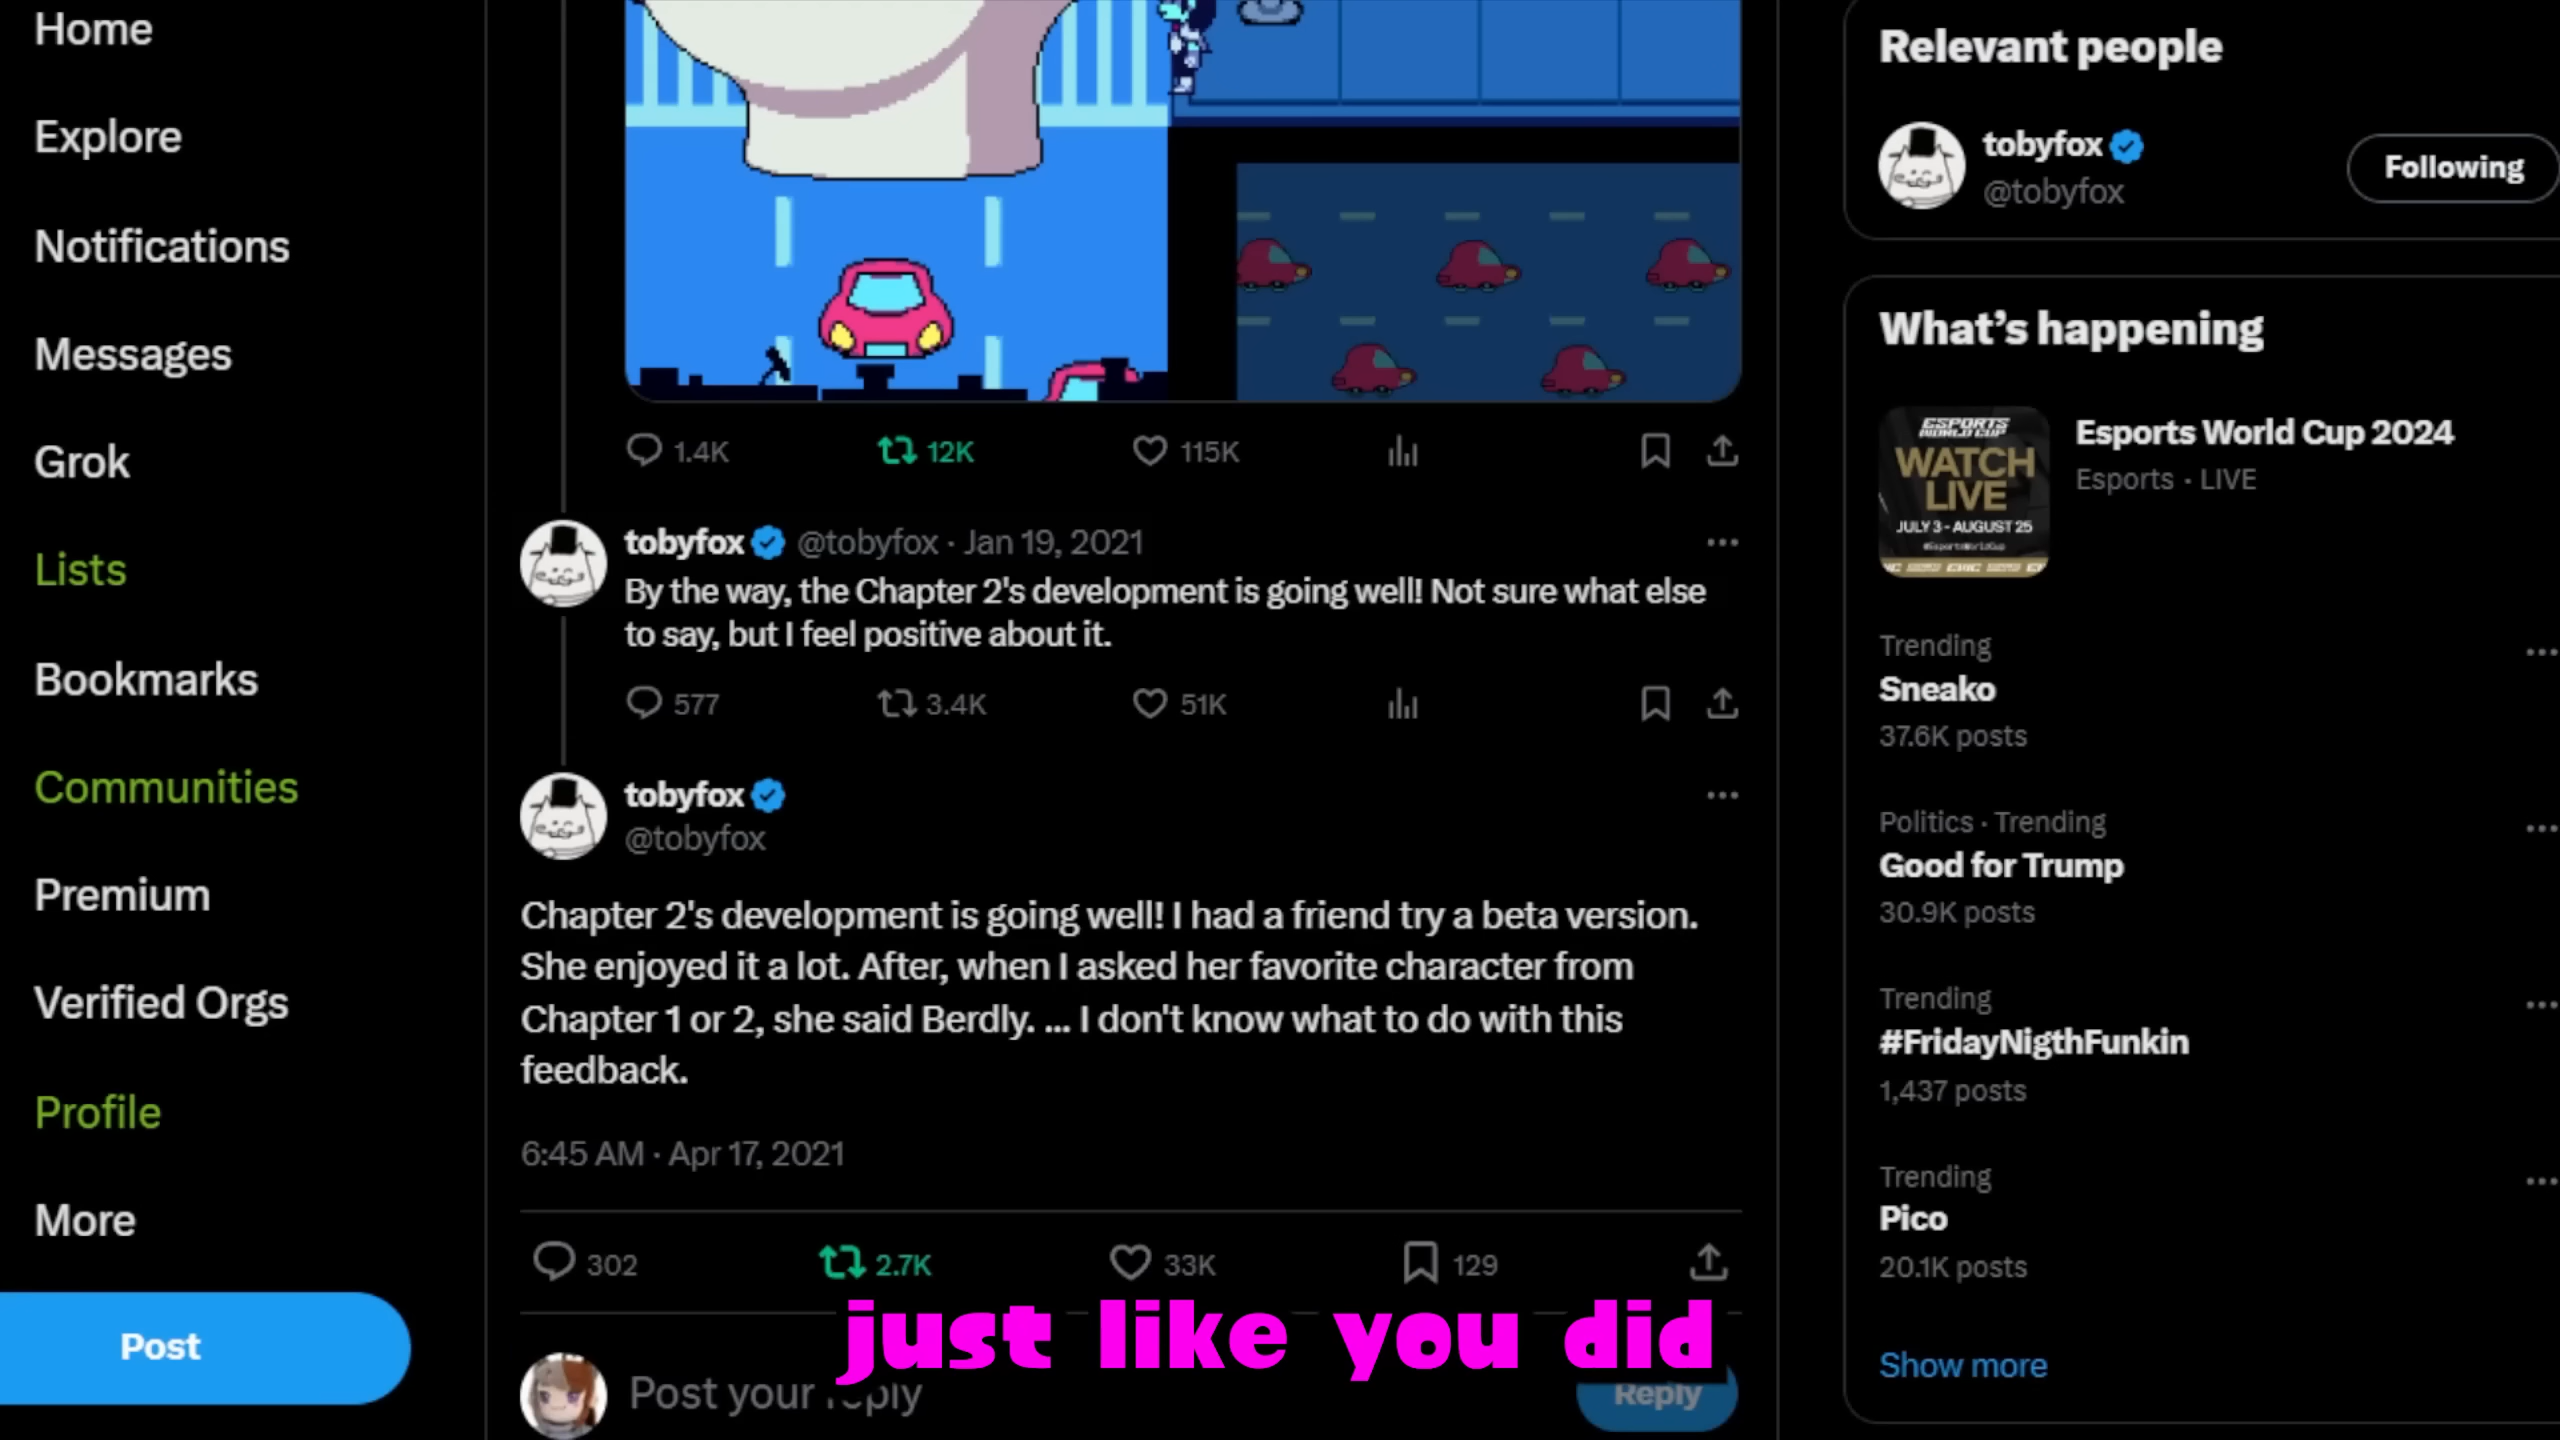 Home
Explore
Notifications
Messages
Grok
Lists
Bookmarks
Communities
Premium
Verified Orgs
Profile
More
Post
1.4K 12K 115K
tobyfox @tobyfox · Jan 19, 2021
By the way, the Chapter 2's development is going well! Not sure what else
to say, but I feel positive about it.
577 3.4K 51K
tobyfox
@tobyfox
Chapter 2's development is going well! I had a friend try a beta version.
She enjoyed it a lot. After, when I asked her favorite character from
Chapter 1 or 2, she said Berdly. ... I don't know what to do with this
feedback.
6:45 AM · Apr 17, 2021
302 2.7K 33K 129
just like you did
Post your reply
Reply
Relevant people
tobyfox
@tobyfox
Following
What's happening
ESPORTS
WORLD CUP
WATCH
LIVE
JULY 3 - AUGUST 25
Esports World Cup 2024
Esports · LIVE
Trending
Sneako
37.6K posts
Politics · Trending
Good for Trump
30.9K posts
Trending
#FridayNigthFunkin
1,437 posts
Trending
Pico
20.1K posts
Show more